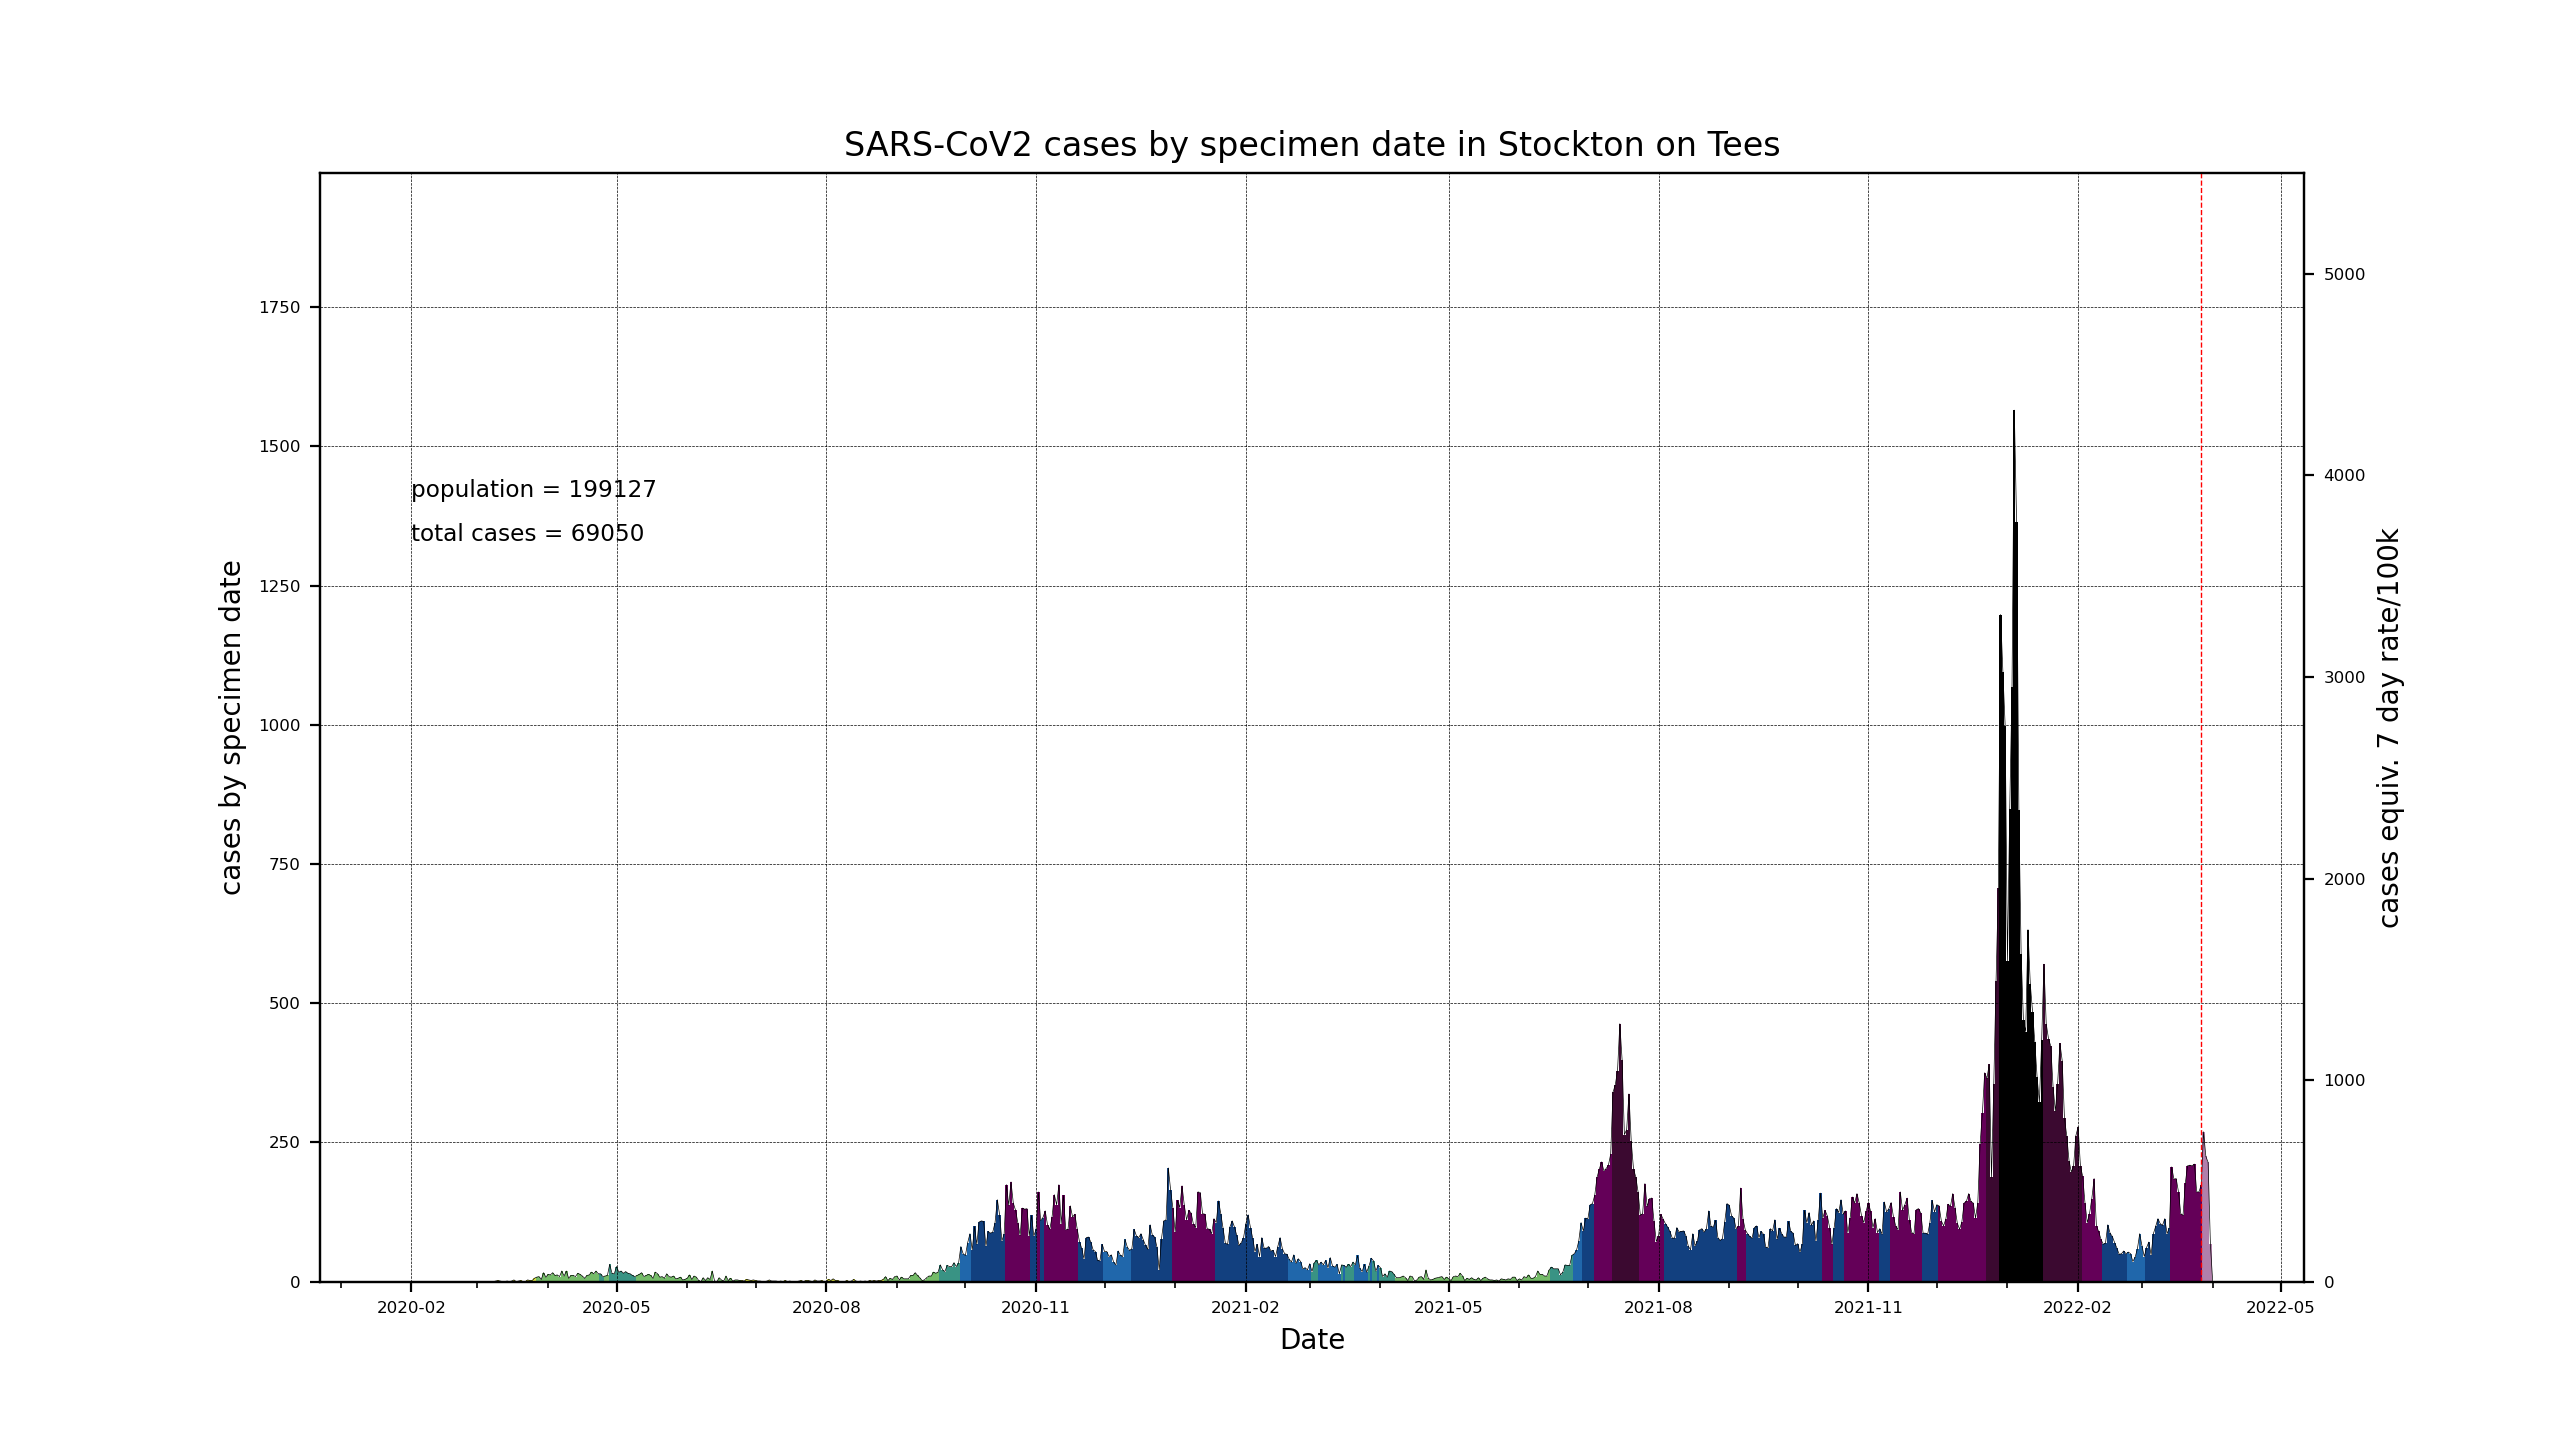 SARS-CoV2 cases by specimen date in Stockton on Tees
cases by specimen date
1750
1500
1250
1000
750
500
250
0
population = 199127
total cases = 69050
5000
4000
3000
2000
1000
0
cases equiv. 7 day rate/100k
2020-02 2020-05 2020-08 2020-11 2021-02 2021-05 2021-08 2021-11 2022-02 2022-05
Date